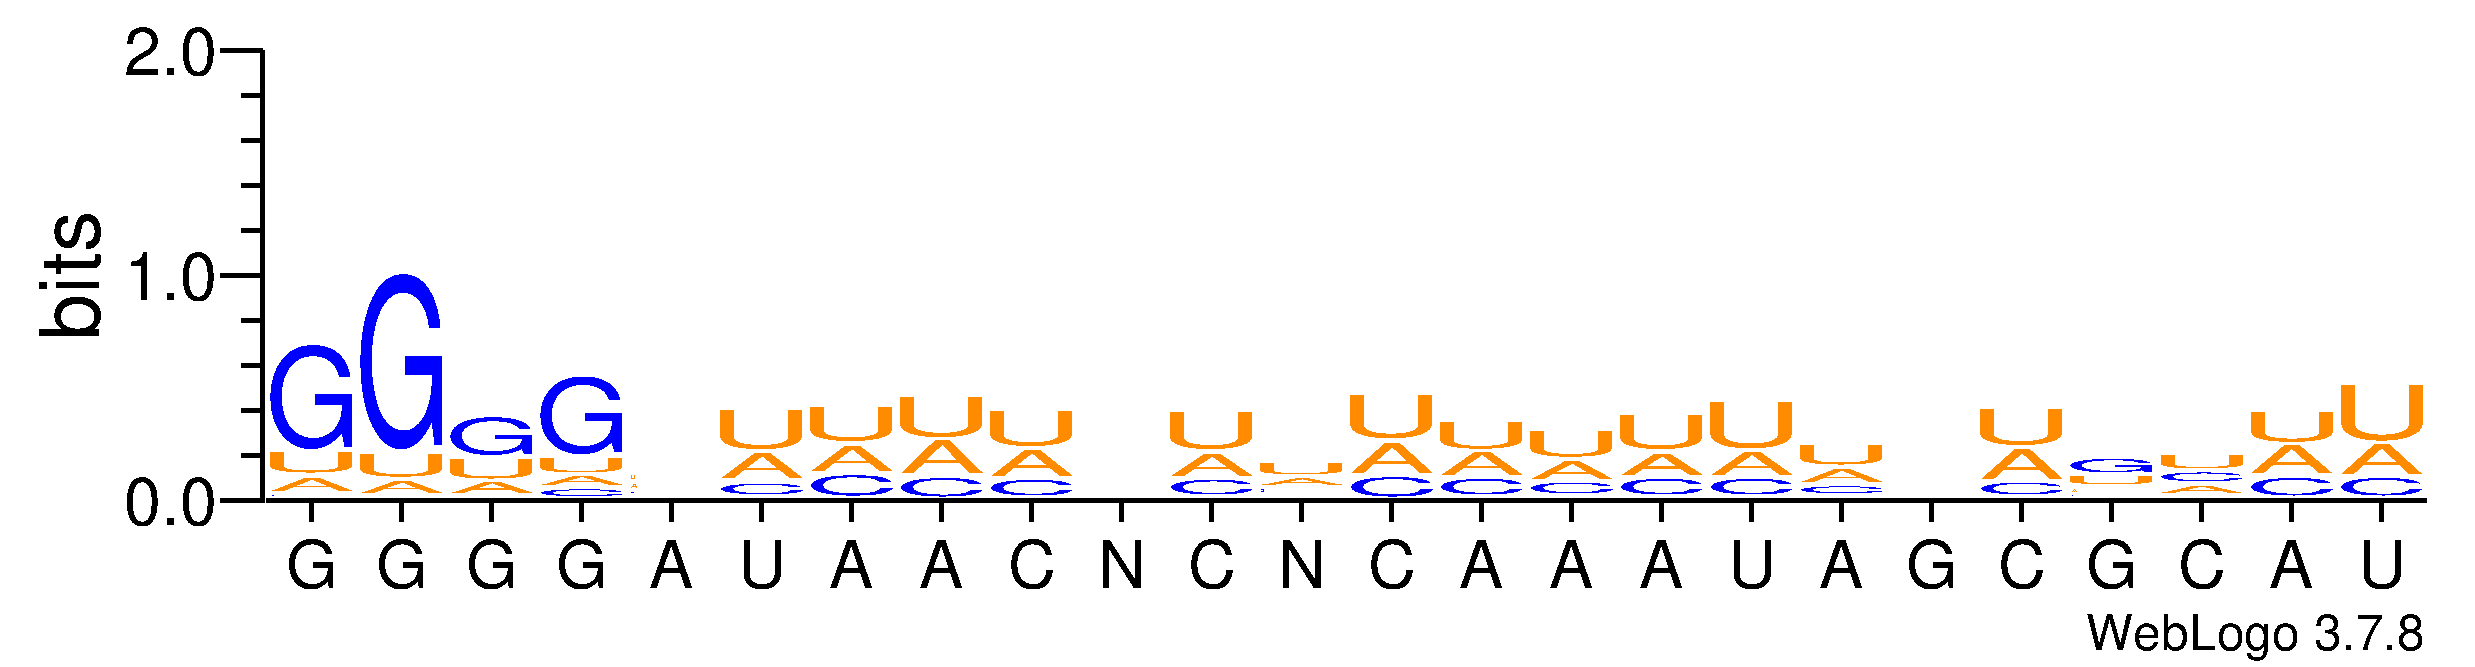 bits
2.0
1.0
0.0
G G G G A U A A C N C N C A A A U A G C G C A U
WebLogo 3.7.8